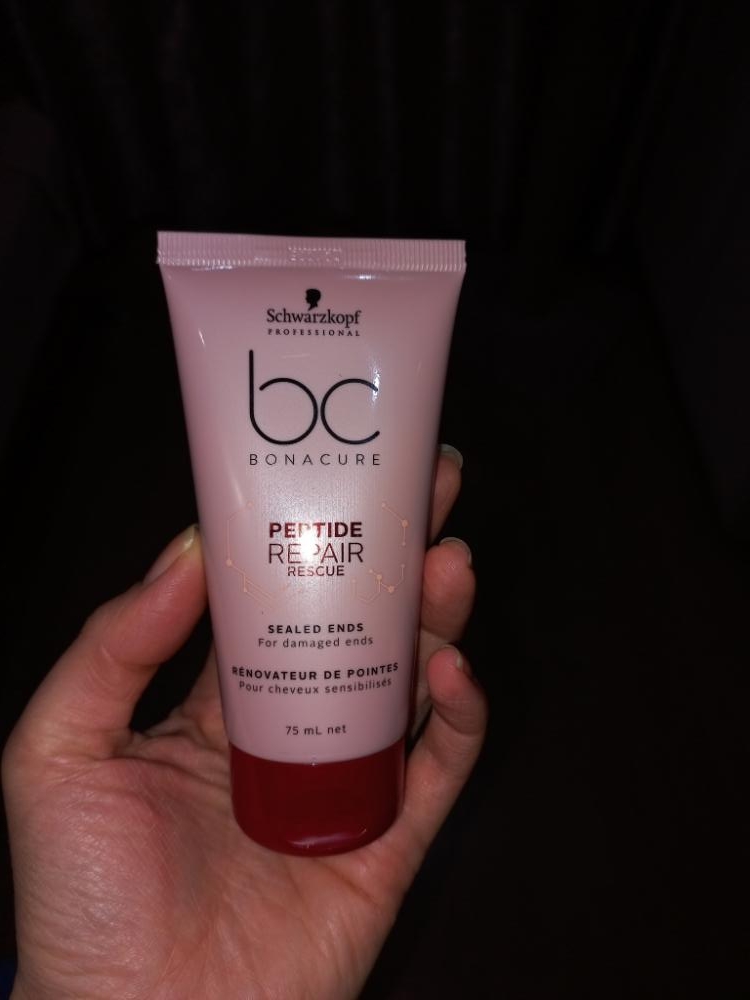 Schwarzkopf
PROFESSIONAL
bc
BONACURE
PEPTIDE
REPAIR
RESCUE
SEALED ENDS
For damaged ends
RÉNOVATEUR DE POINTES
Pour cheveux sensibilisés
75 mL net